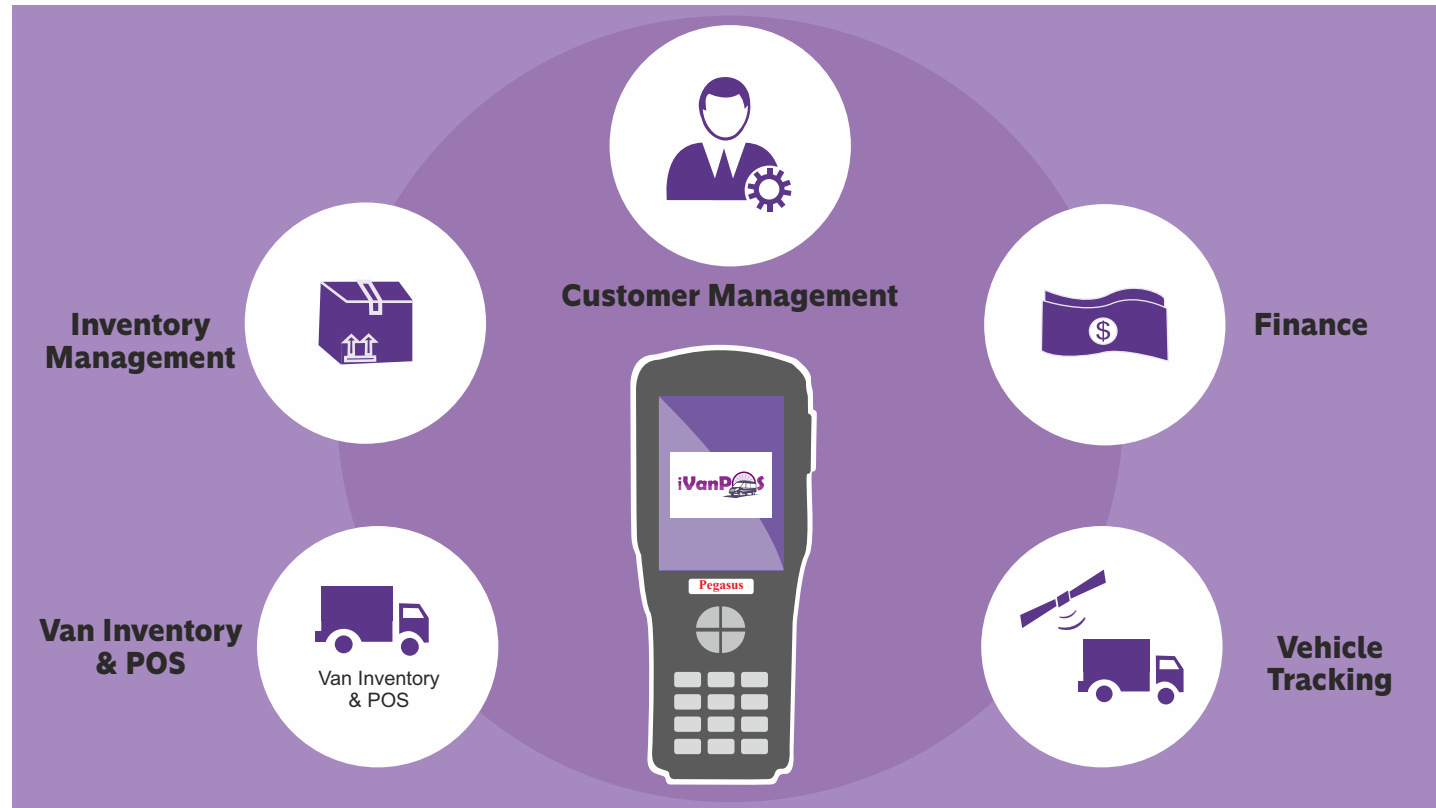 Customer Management
Inventory
Management
$
Finance
iVanPOS
Pegasus
Van Inventory
& POS
Van Inventory
& POS
Vehicle
Tracking